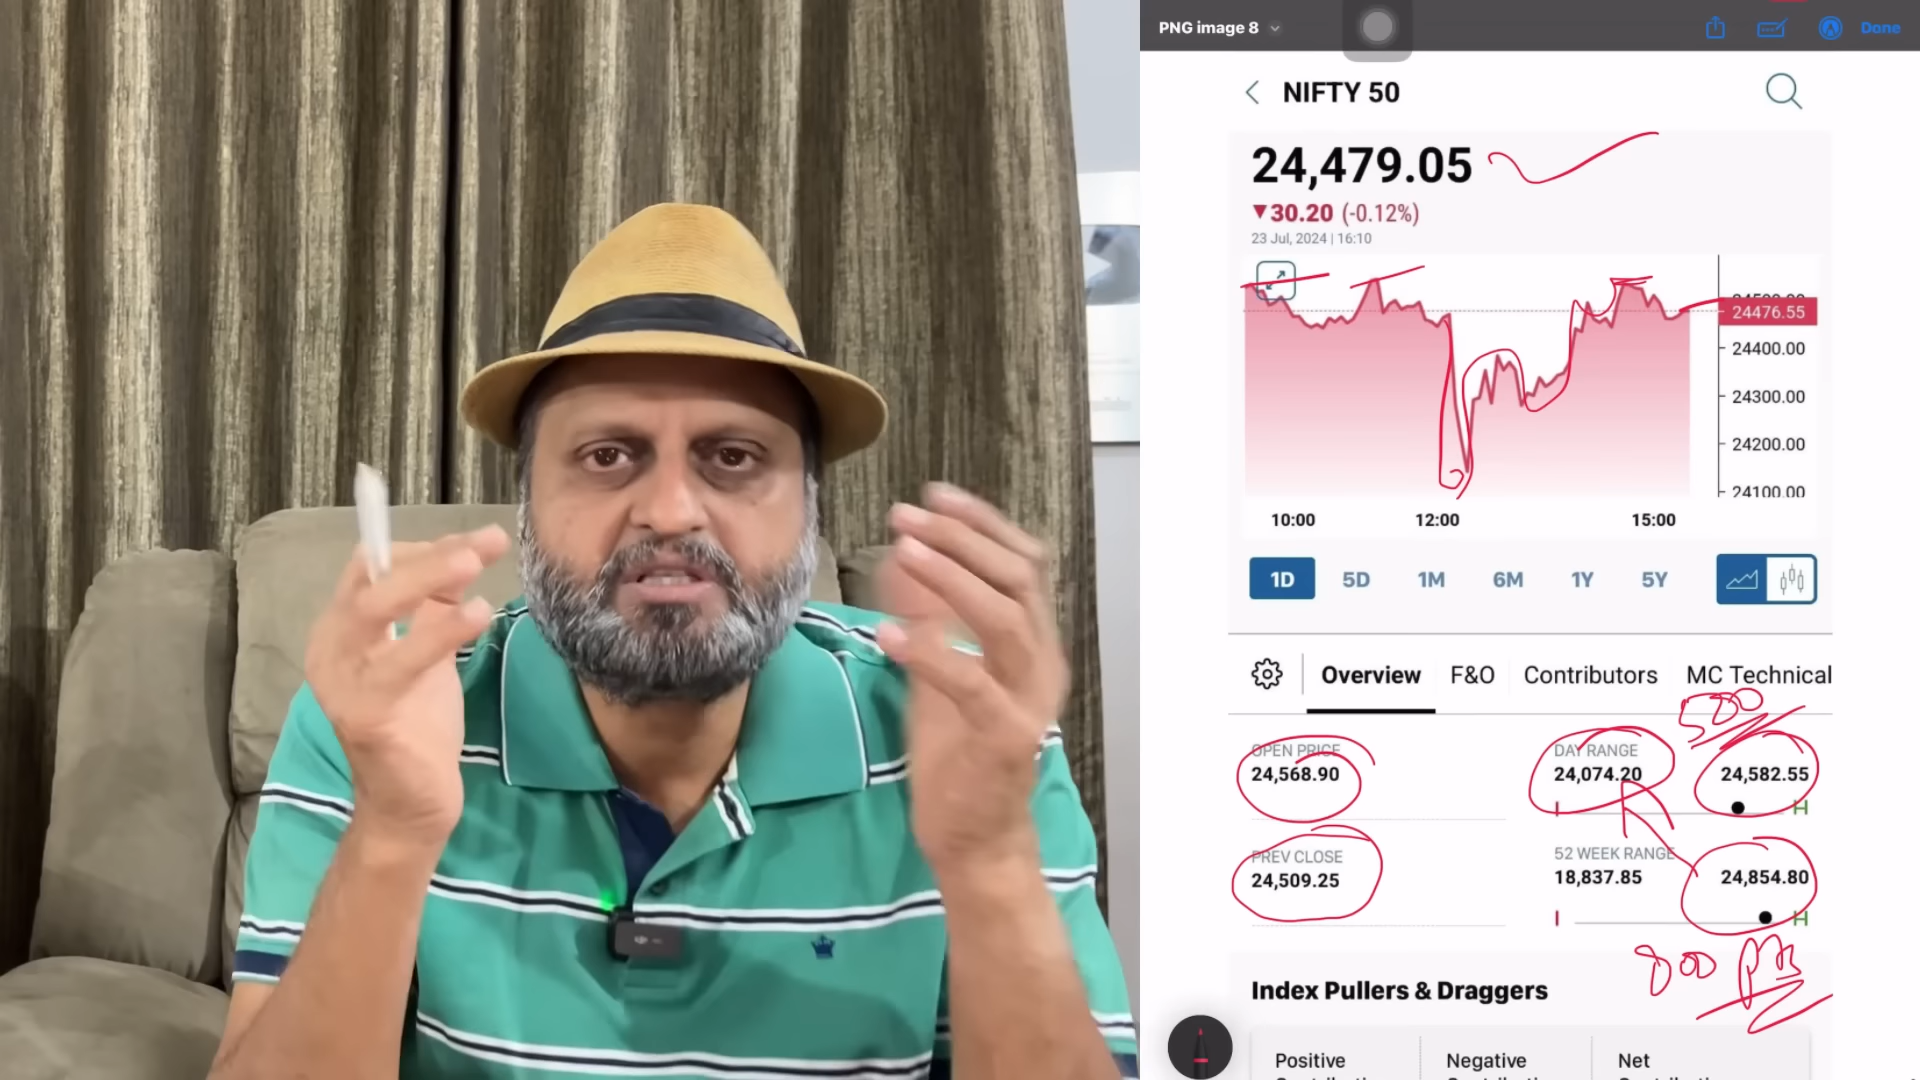 PNG image 8
Done
NIFTY 50
24,479.05
▼30.20 (-0.12%)
23 Jul, 2024 | 16:10
24476.55
24400.00
24300.00
24200.00
24100.00
10:00 12:00 15:00
1D 5D 1M 6M 1Y 5Y
Overview F&O Contributors MC Technical
500
OPEN PRICE DAY RANGE
24,568.90 24,074.20 24,582.55
H
PREV CLOSE 52 WEEK RANGE
24,509.25 18,837.85 24,854.80
H
800 pts
Index Pullers & Draggers
Positive Negative Net